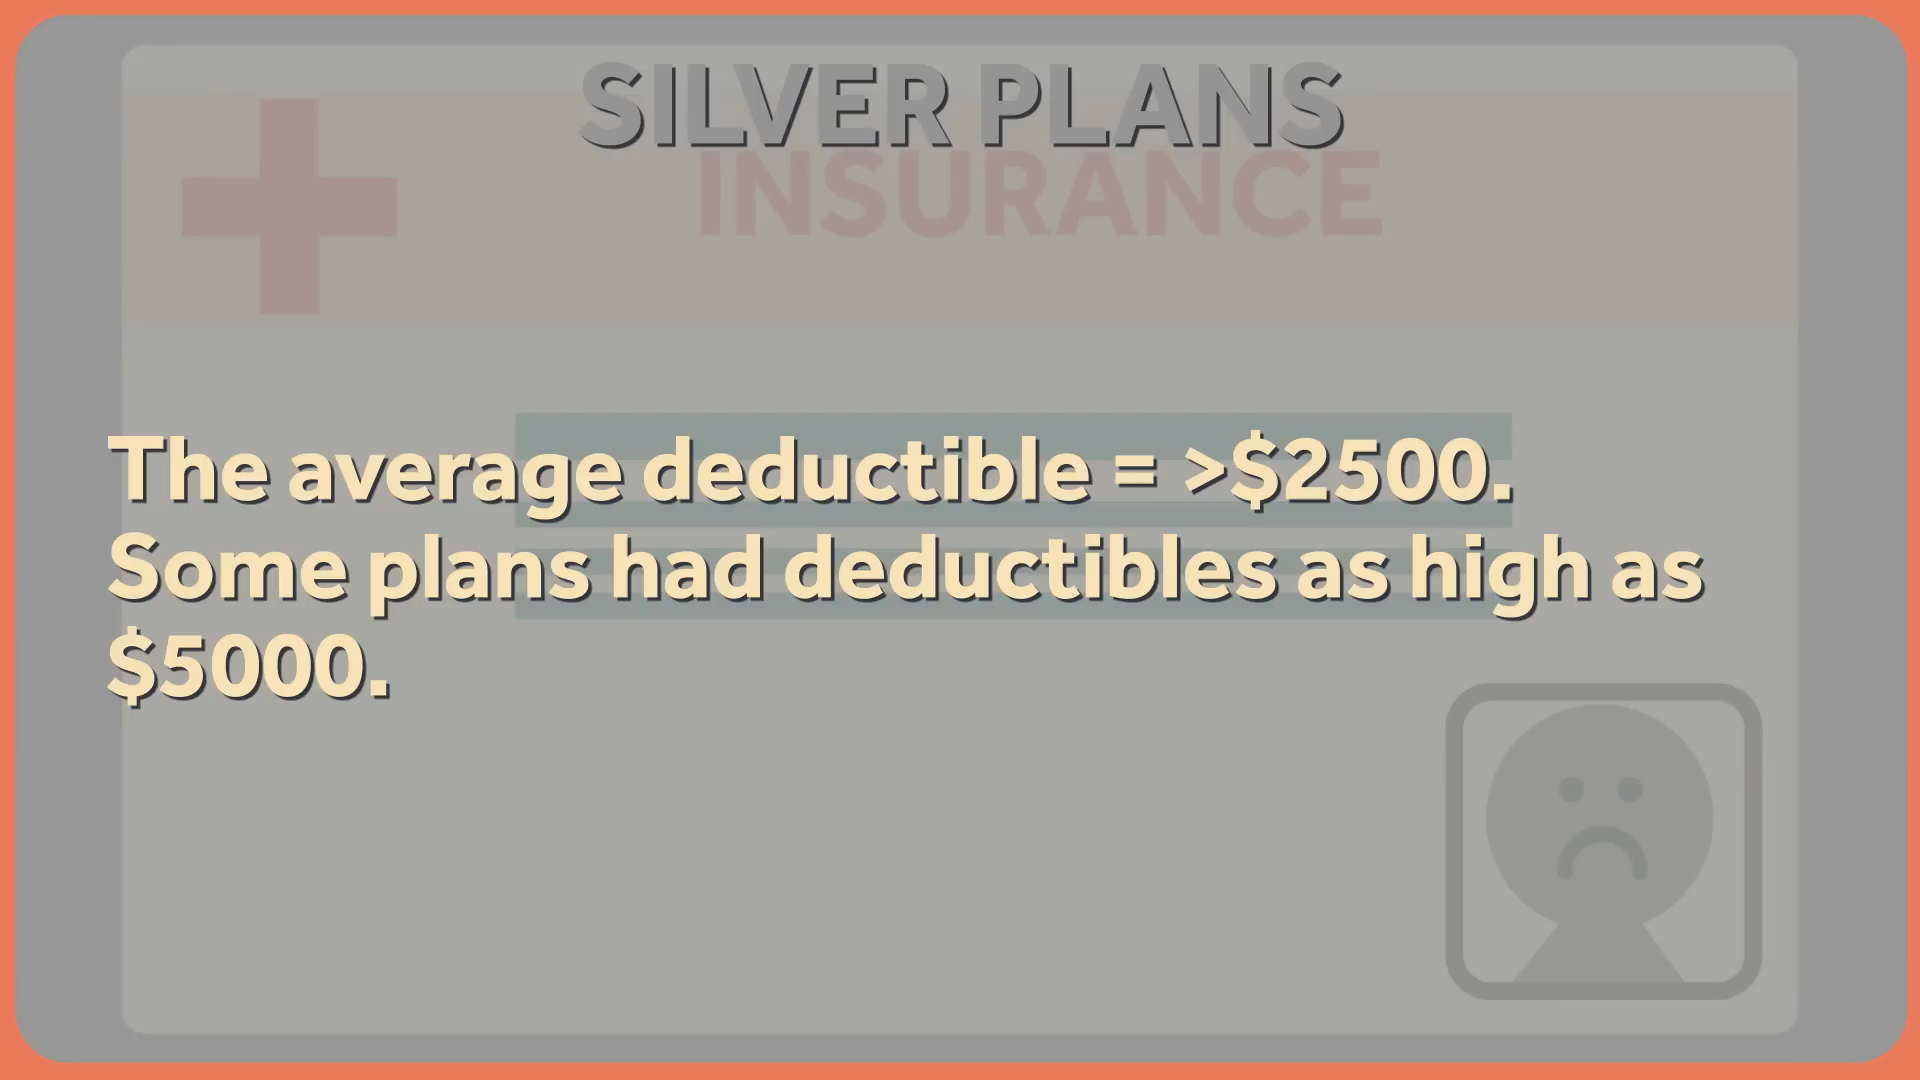 SILVER PLANS
INSURANCE
The average deductible = >$2500.
Some plans had deductibles as high as
$5000.